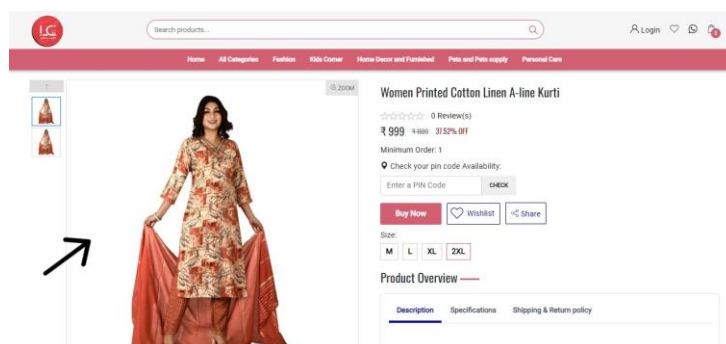 LG
Search products...
Login
0
Home All Categories Fashion Kids Corner Home Decor and Furnished Pets and Pets supply Personal Care
ZOOM
Women Printed Cotton Linen A-line Kurti
0 Review(s)
₹ 999 37.52% OFF
Minimum Order: 1
Check your pin code Availability:
Enter a PIN Code CHECK
Buy Now Wishlist Share
Size:
M L XL 2XL
Product Overview
Description Specifications Shipping & Return policy